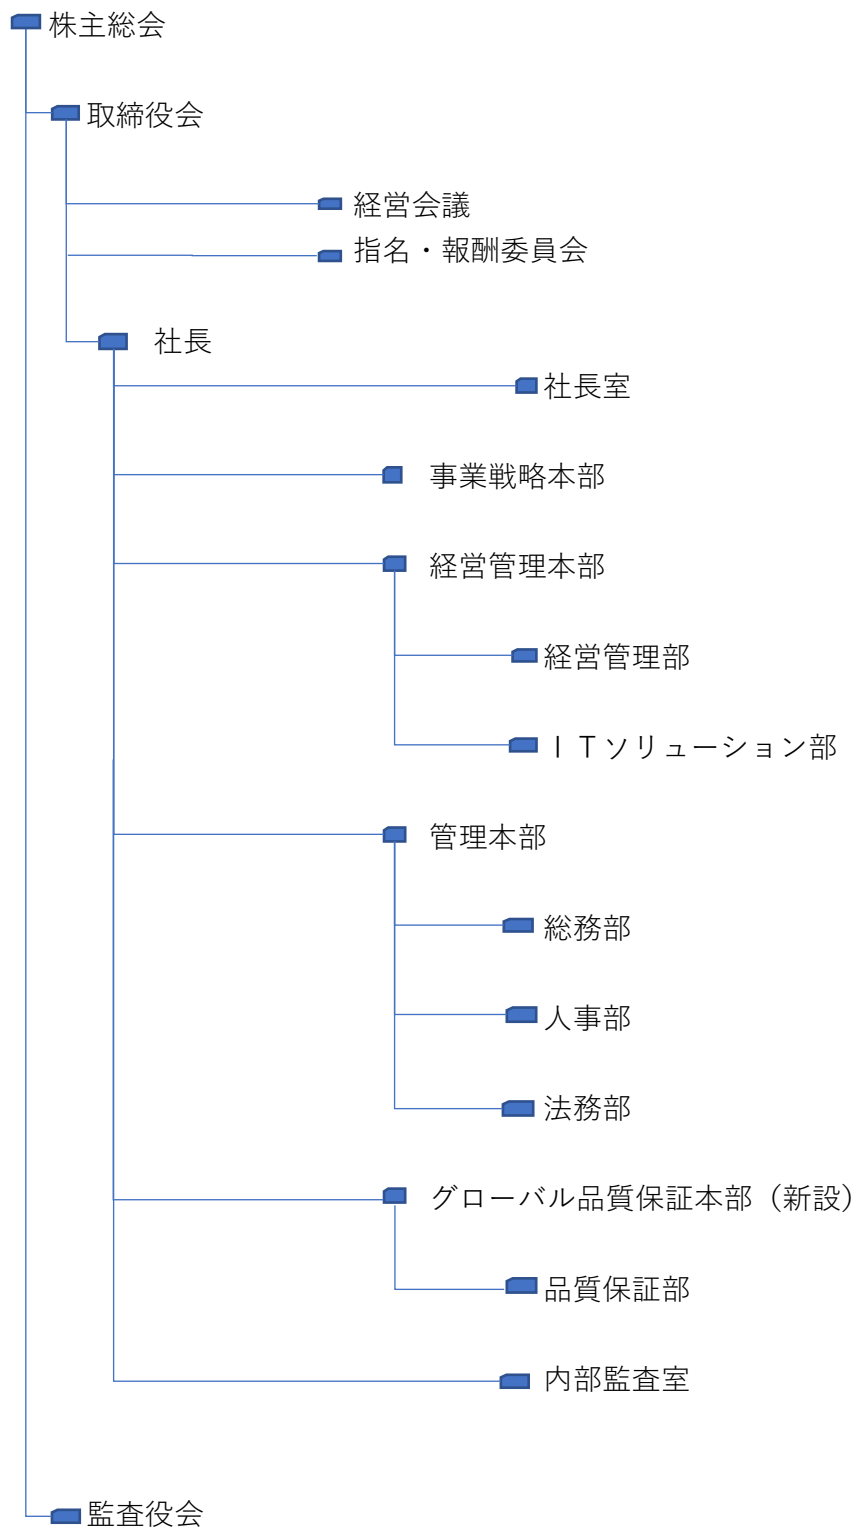 株主総会
取締役会
経営会議
指名・報酬委員会
社長
社長室
事業戦略本部
経営管理本部
経営管理部
ＩＴソリューション部
管理本部
総務部
人事部
法務部
グローバル品質保証本部（新設）
品質保証部
内部監査室
監査役会